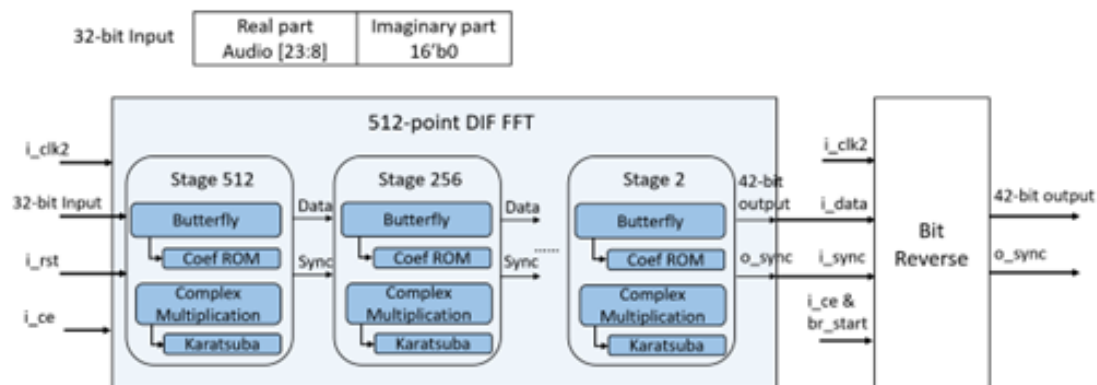 32-bit Input
Real part
Audio [23:8]
Imaginary part
16'b0
512-point DIF FFT
i_clk2
32-bit Input
i_rst
i_ce
Stage 512
Butterfly
Coef ROM
Complex
Multiplication
Karatsuba
Data
Sync
Stage 256
Butterfly
Coef ROM
Complex
Multiplication
Karatsuba
Data
Sync
......
Stage 2
Butterfly
Coef ROM
Complex
Multiplication
Karatsuba
42-bit
output
o_sync
i_clk2
i_data
i_sync
i_ce &
br_start
Bit
Reverse
42-bit output
o_sync